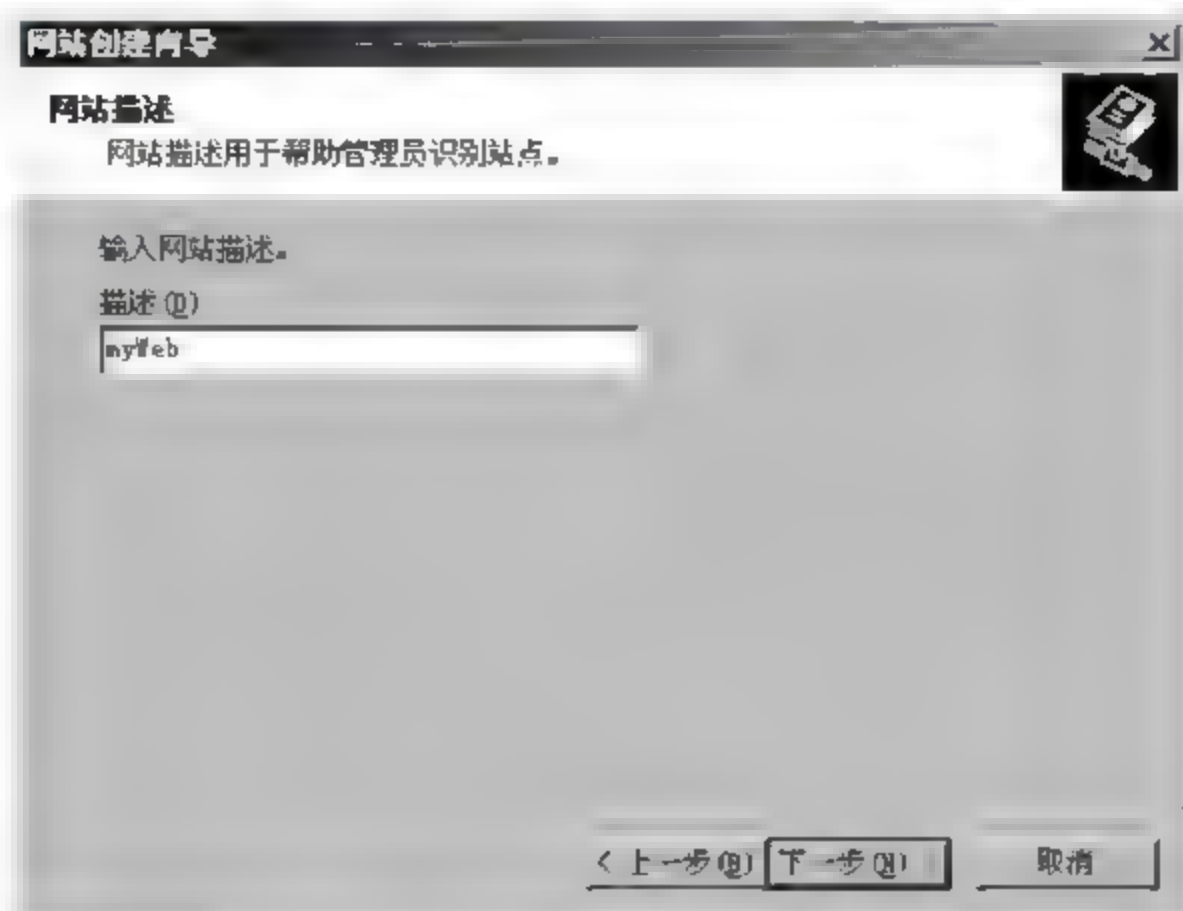 网站创建向导
网站描述
网站描述用于帮助管理员识别站点。
输入网站描述。
描述(D)
myWeb
< 上一步(B) 下一步(N) 取消